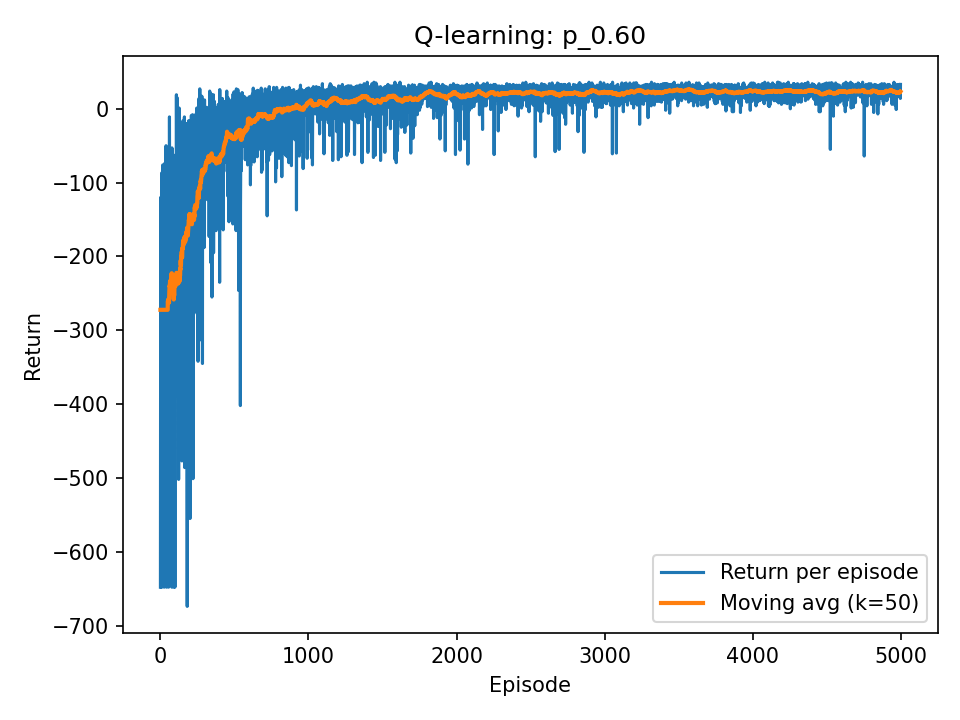 Q-learning: p_0.60
0
−100
−200
−300
−400
−500
−600
−700
Return
0
1000
2000
3000
4000
5000
Episode
Return per episode
Moving avg (k=50)